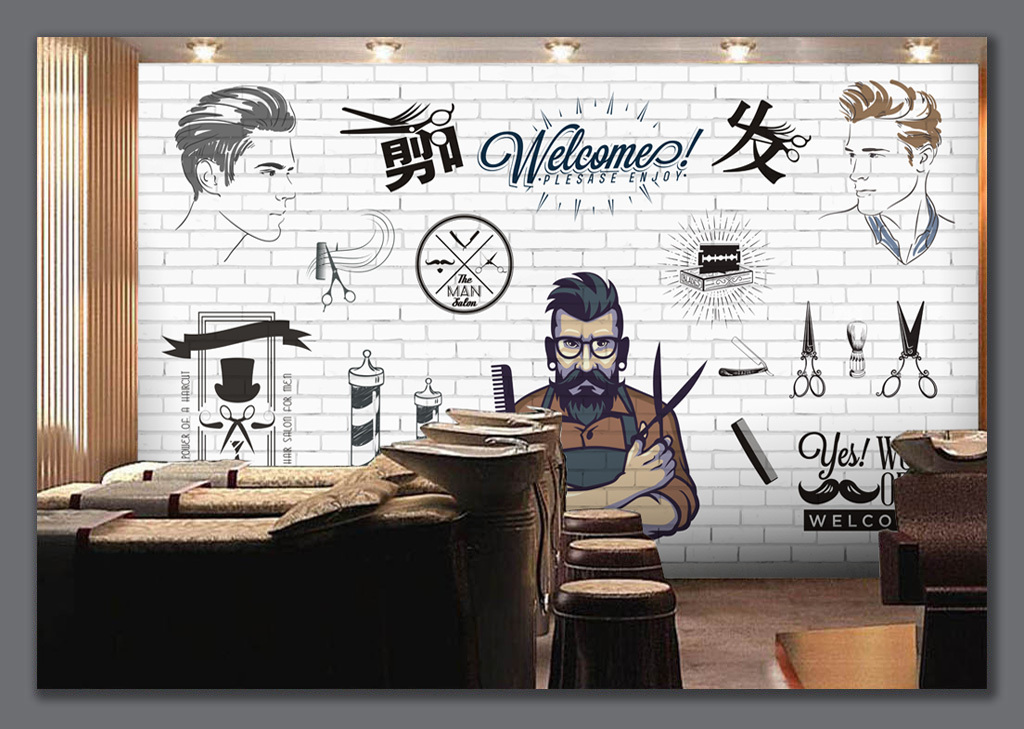 剪
Welcome!
PLESASE ENJOY
发
The
MAN
Salon
POWER OF A HAIRCUT
HAIR SALON FOR MEN
Yes!
WELCO